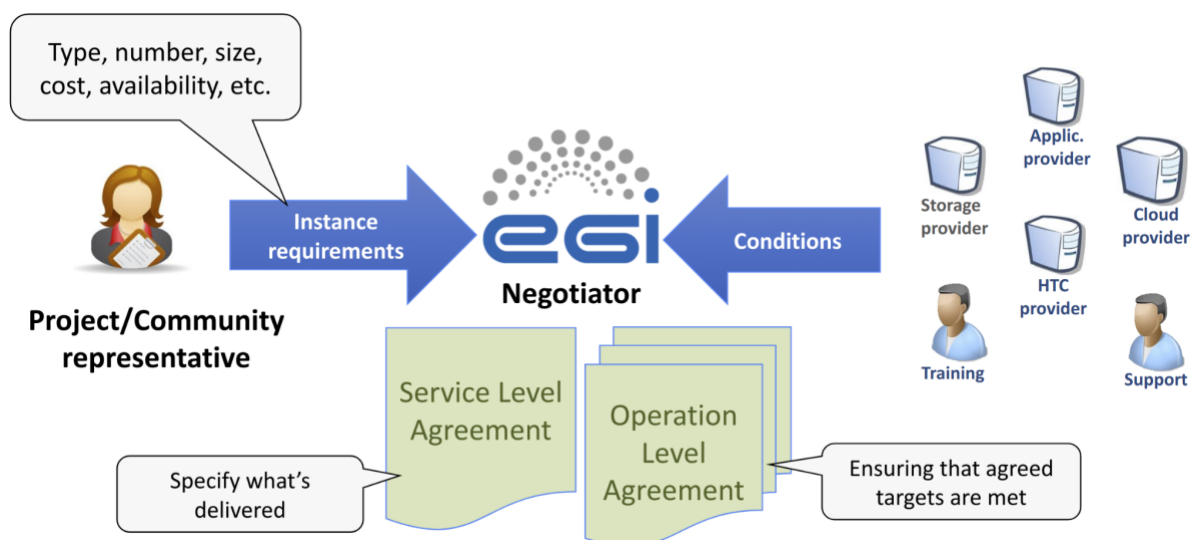 Type, number, size,
cost, availability, etc.
Project/Community
representative
Instance
requirements
egi
Negotiator
Conditions
Applic.
provider
Storage
provider
Cloud
provider
HTC
provider
Training
Support
Service Level
Agreement
Specify what's
delivered
Operation
Level
Agreement
Ensuring that agreed
targets are met